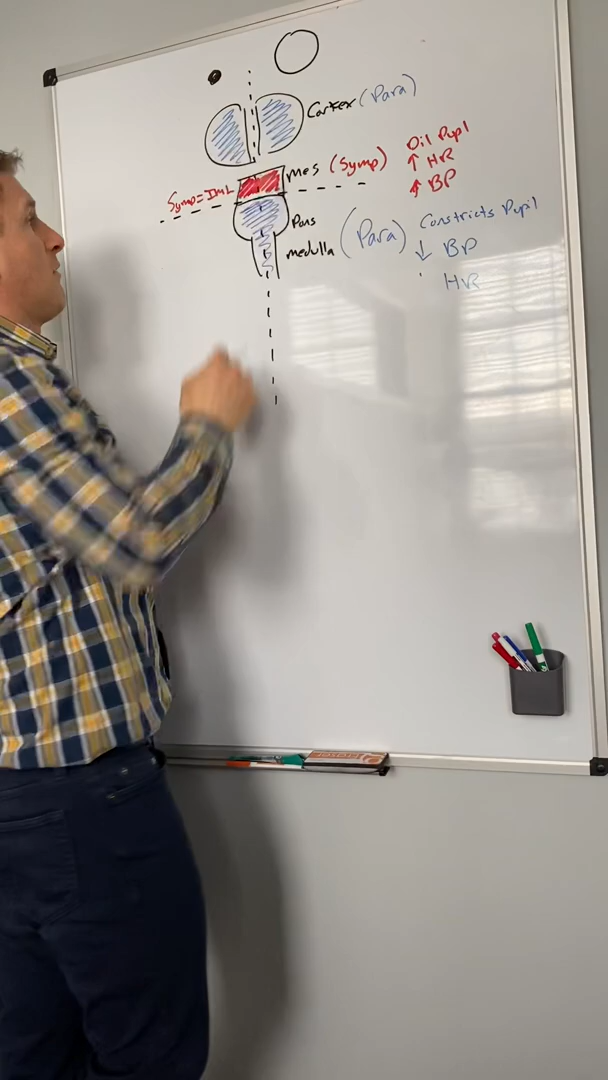 Cortex (Para)
Symp=IML
mes (Symp)
Dil Pupil
↑ HR
↑ BP
Pons
medulla (Para)
Constricts Pupil
↓ BP
HR